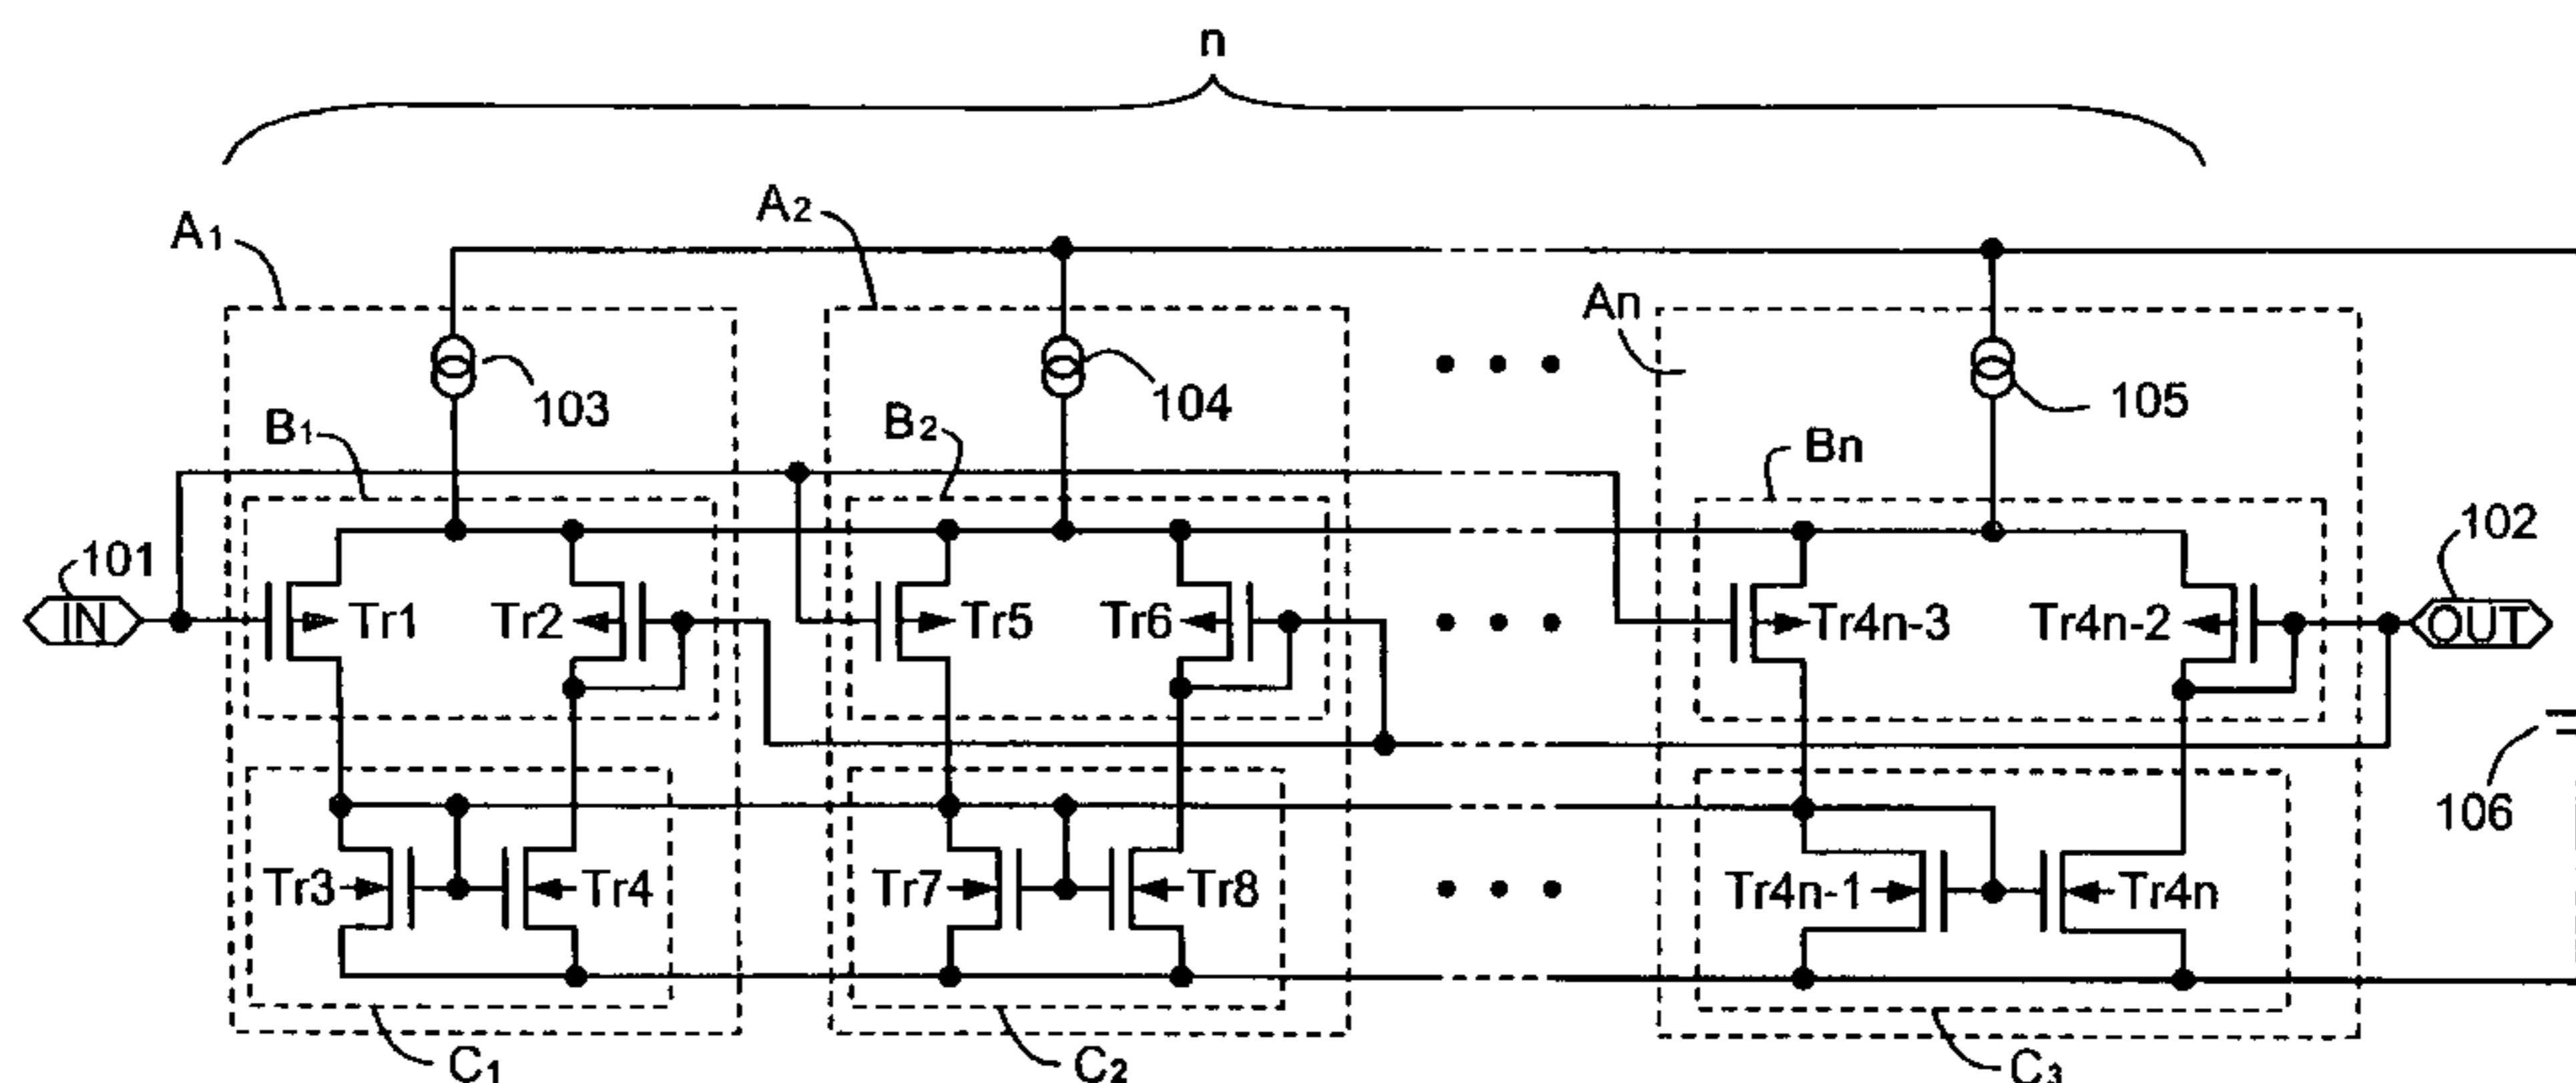 n
A1
A2
An
103
104
105
B1
B2
Bn
101
102
IN
Tr1
Tr2
Tr5
Tr6
Tr4n-3
Tr4n-2
OUT
106
Tr3
Tr4
Tr7
Tr8
Tr4n-1
Tr4n
C1
C2
C3